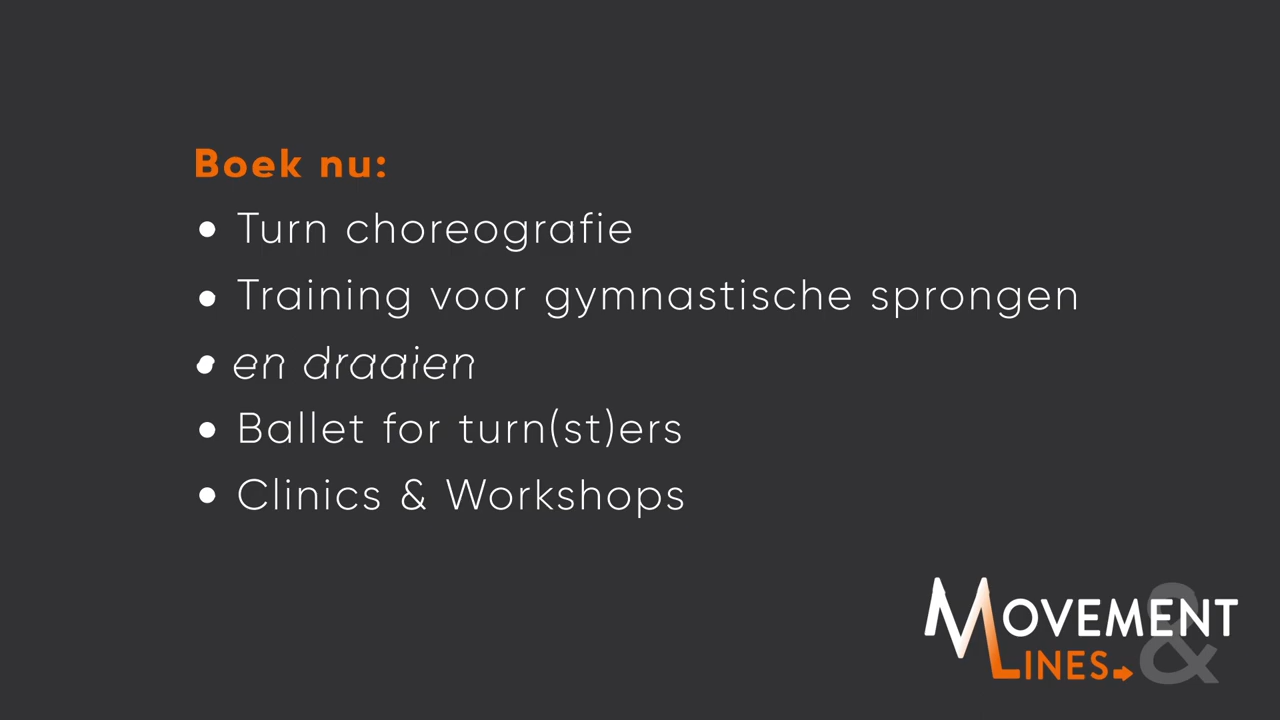 Boek nu:
• Turn choreografie
• Training voor gymnastische sprongen
• en draaien
• Ballet for turn(st)ers
• Clinics & Workshops
MOVEMENT
& LINES